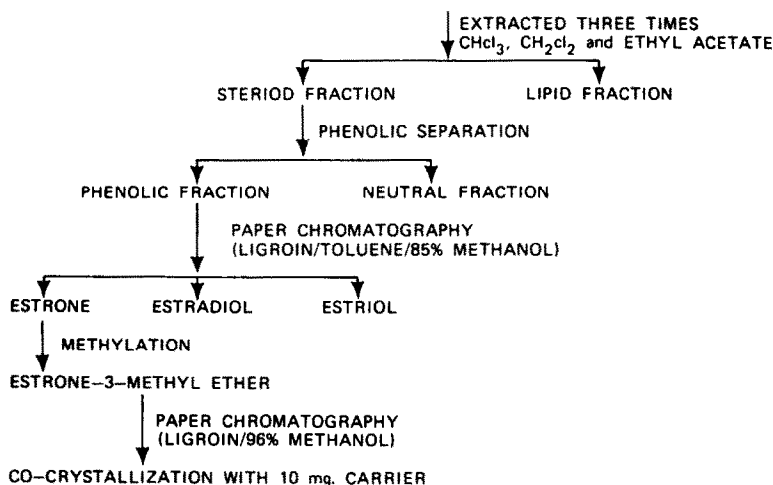 EXTRACTED THREE TIMES
CHcl3, CH2cl2 and ETHYL ACETATE
STERIOD FRACTION
LIPID FRACTION
PHENOLIC SEPARATION
PHENOLIC FRACTION
NEUTRAL FRACTION
PAPER CHROMATOGRAPHY
(LIGROIN/TOLUENE/85% METHANOL)
ESTRONE
ESTRADIOL
ESTRIOL
METHYLATION
ESTRONE–3–METHYL ETHER
PAPER CHROMATOGRAPHY
(LIGROIN/96% METHANOL)
CO–CRYSTALLIZATION WITH 10 mg. CARRIER